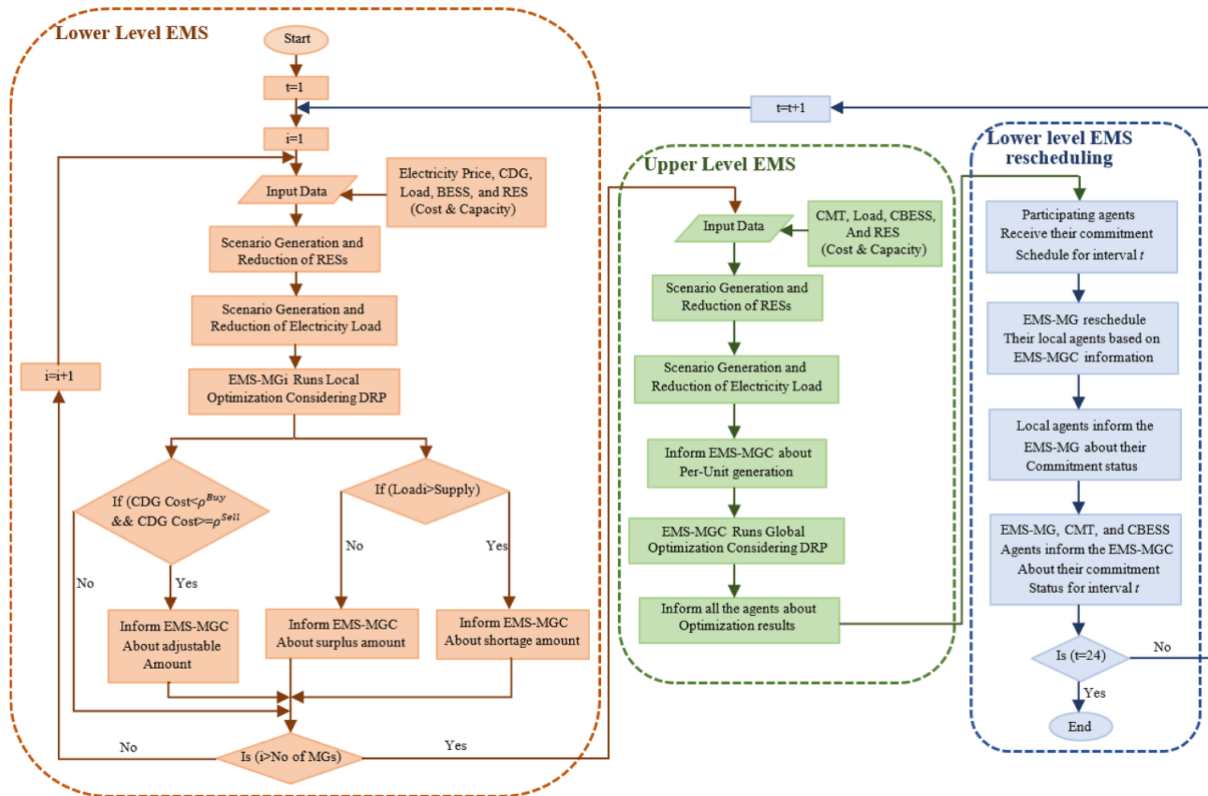 Lower Level EMS
Start
t=1
i=1
Input Data
Electricity Price, CDG,
Load, BESS, and RES
(Cost & Capacity)
Scenario Generation and
Reduction of RESs
Scenario Generation and
Reduction of Electricity Load
i=i+1
EMS-MGi Runs Local
Optimization Considering DRP
If (CDG Cost<ρ^Buy
&& CDG Cost>=ρ^Sell
If (Loadi>Supply)
No
Yes
No
Yes
Inform EMS-MGC
About adjustable
Amount
Inform EMS-MGC
About surplus amount
Inform EMS-MGC
About shortage amount
No
Is (i>No of MGs)
Yes
t=t+1
Upper Level EMS
Input Data
CMT, Load, CBESS,
And RES
(Cost & Capacity)
Scenario Generation and
Reduction of RESs
Scenario Generation and
Reduction of Electricity Load
Inform EMS-MGC about
Per-Unit generation
EMS-MGC Runs Global
Optimization Considering DRP
Inform all the agents about
Optimization results
Lower level EMS
rescheduling
Participating agents
Receive their commitment
Schedule for interval t
EMS-MG reschedule
Their local agents based on
EMS-MGC information
Local agents inform the
EMS-MG about their
Commitment status
EMS-MG, CMT, and CBESS
Agents inform the EMS-MGC
About their commitment
Status for interval t
Is (t=24)
No
Yes
End